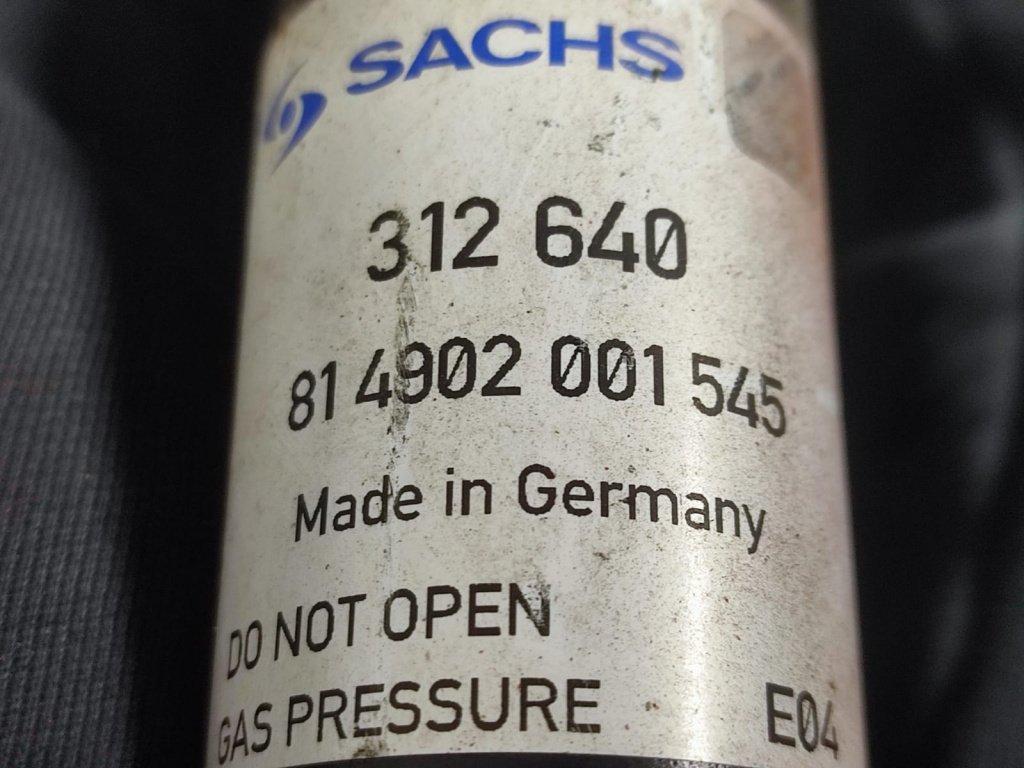 SACHS
312 640
81 4902 001 545
Made in Germany
DO NOT OPEN
GAS PRESSURE E04